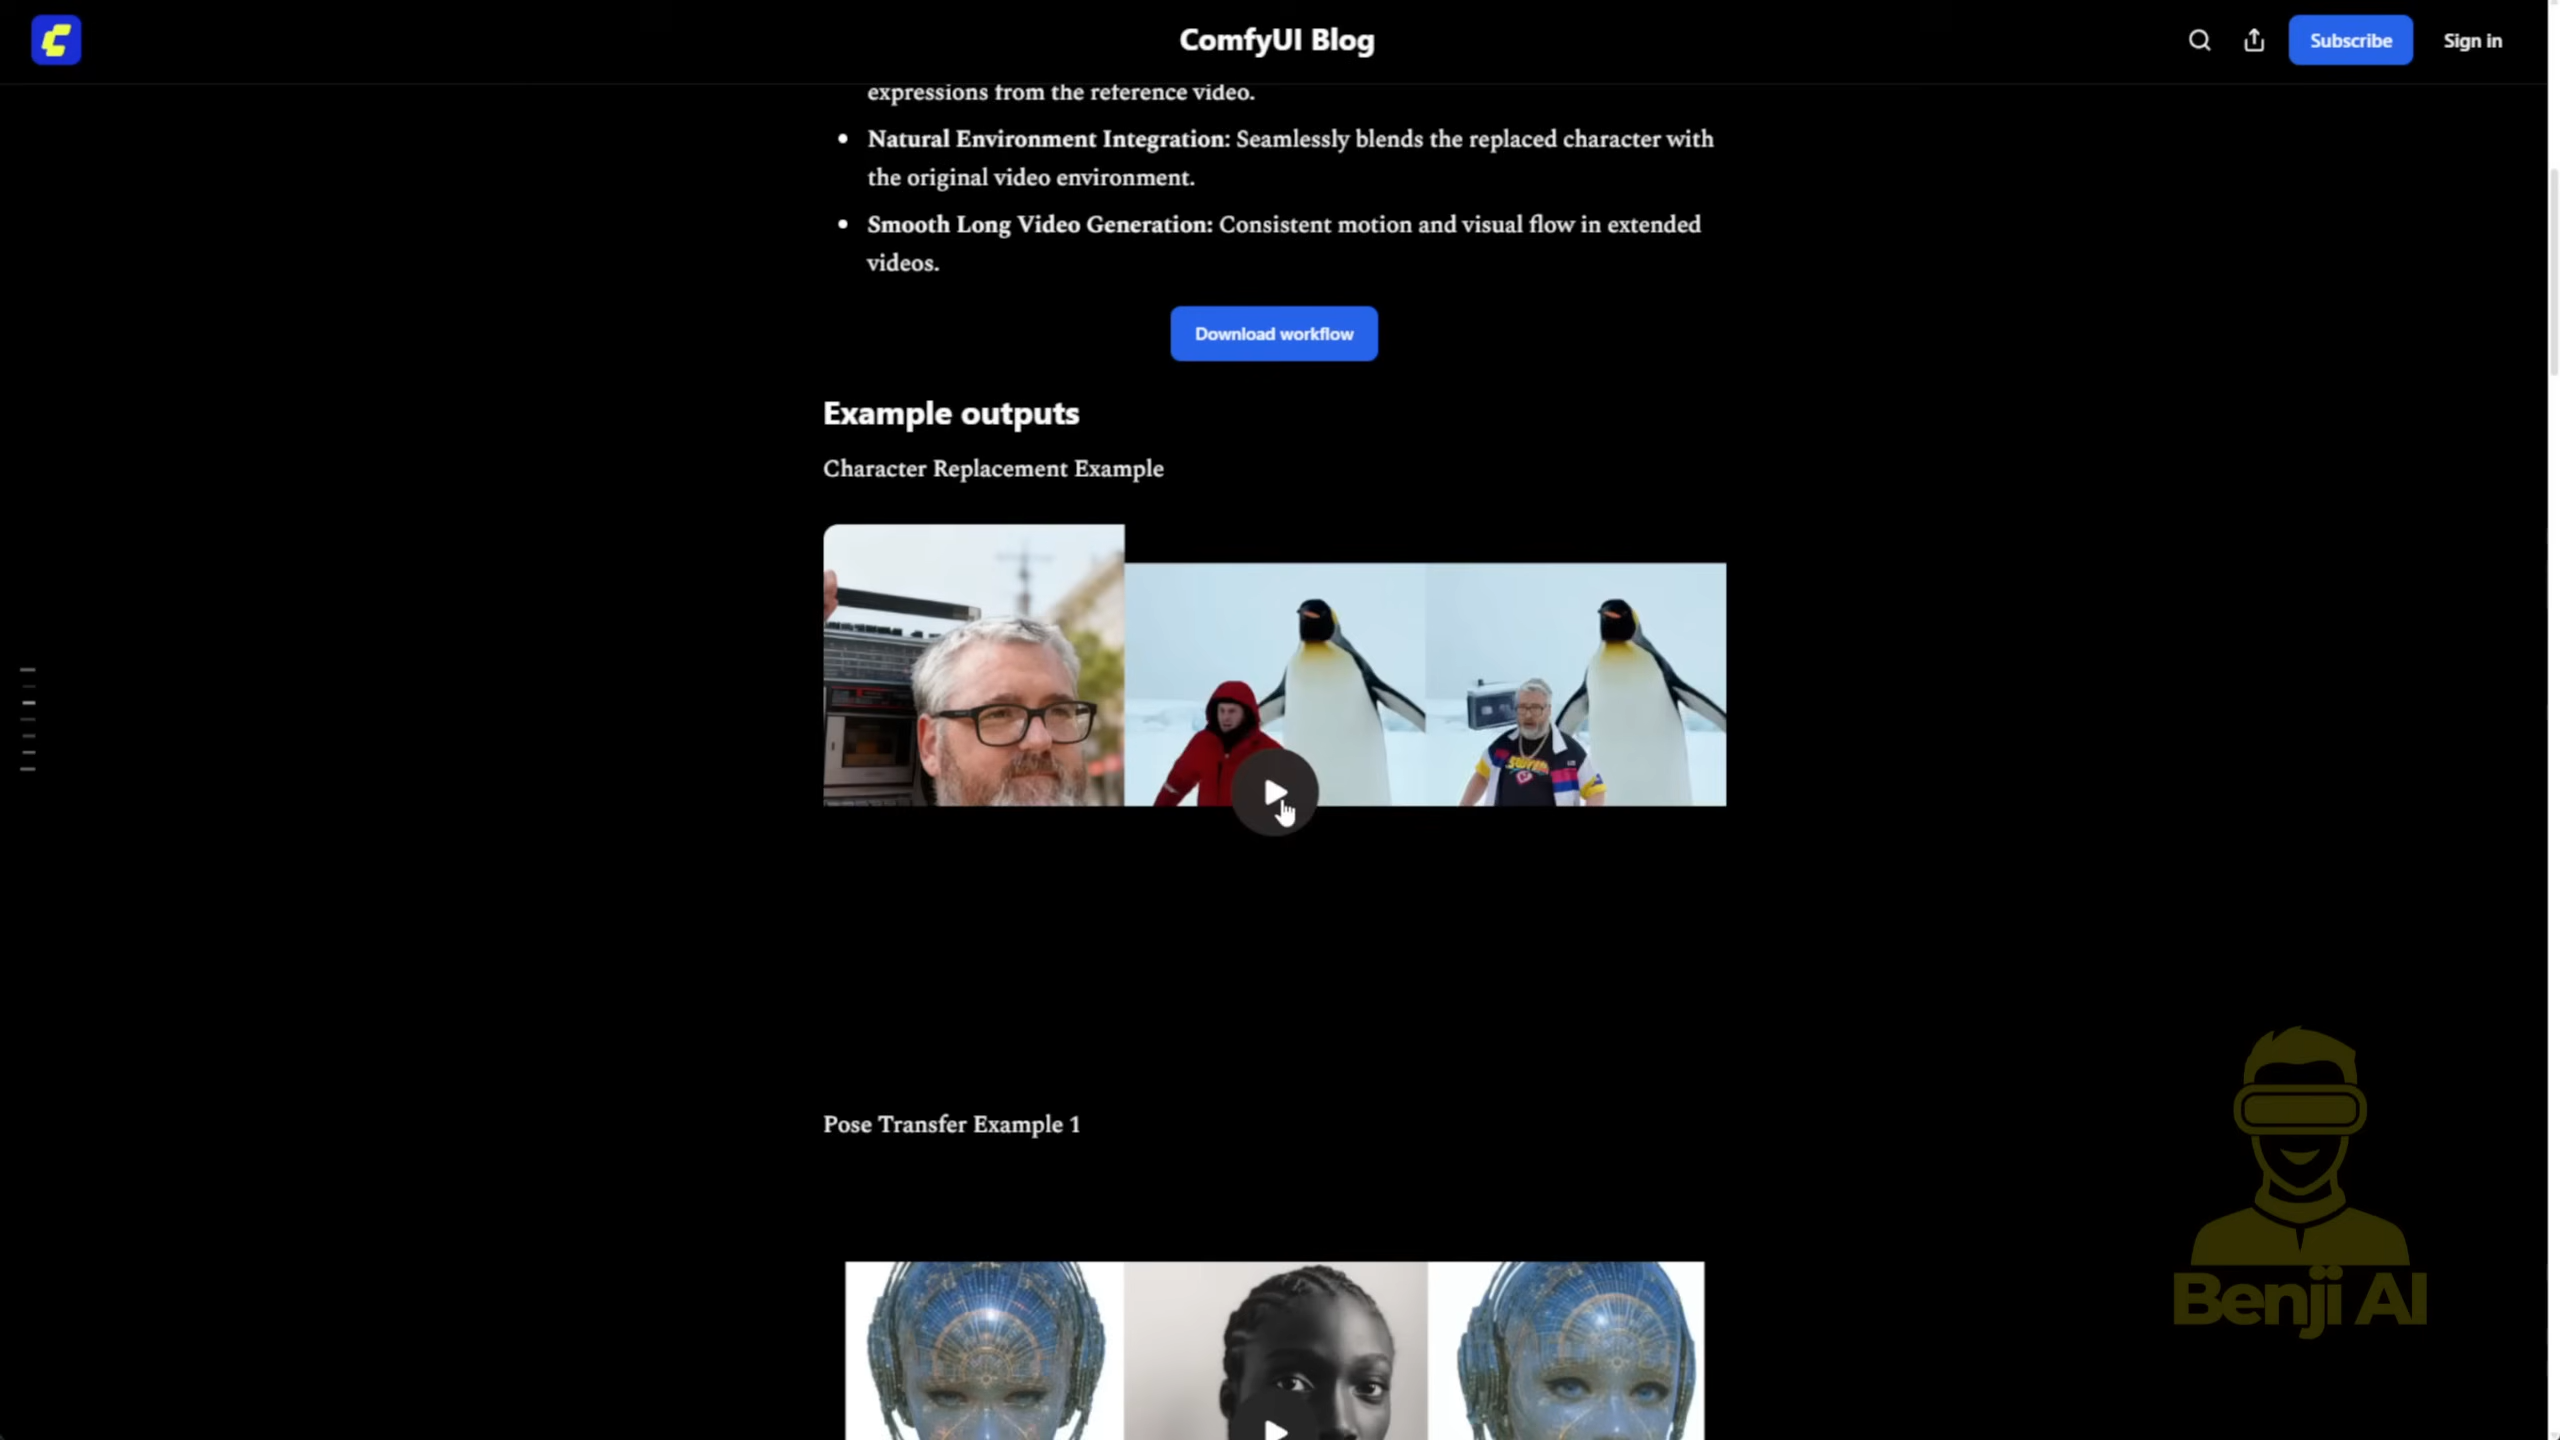 ComfyUI Blog
Subscribe
Sign in
expressions from the reference video.
Natural Environment Integration: Seamlessly blends the replaced character with
the original video environment.
Smooth Long Video Generation: Consistent motion and visual flow in extended
videos.
Download workflow
Example outputs
Character Replacement Example
Pose Transfer Example 1
Benji AI